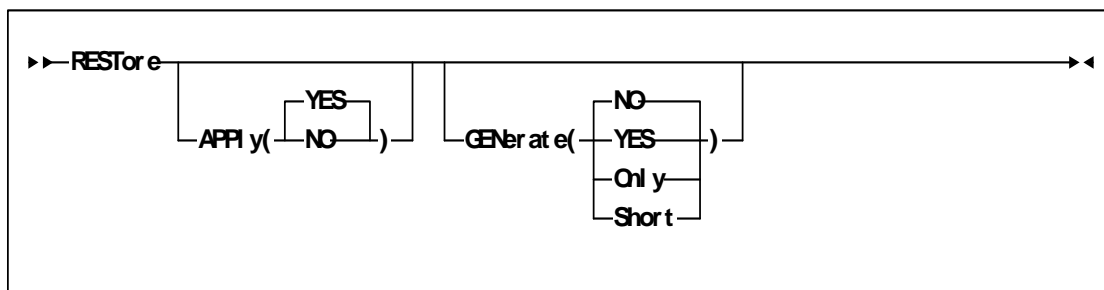 RESTore
YES
APPly(
NO
)
NO
GENerate(
YES
)
Only
Short